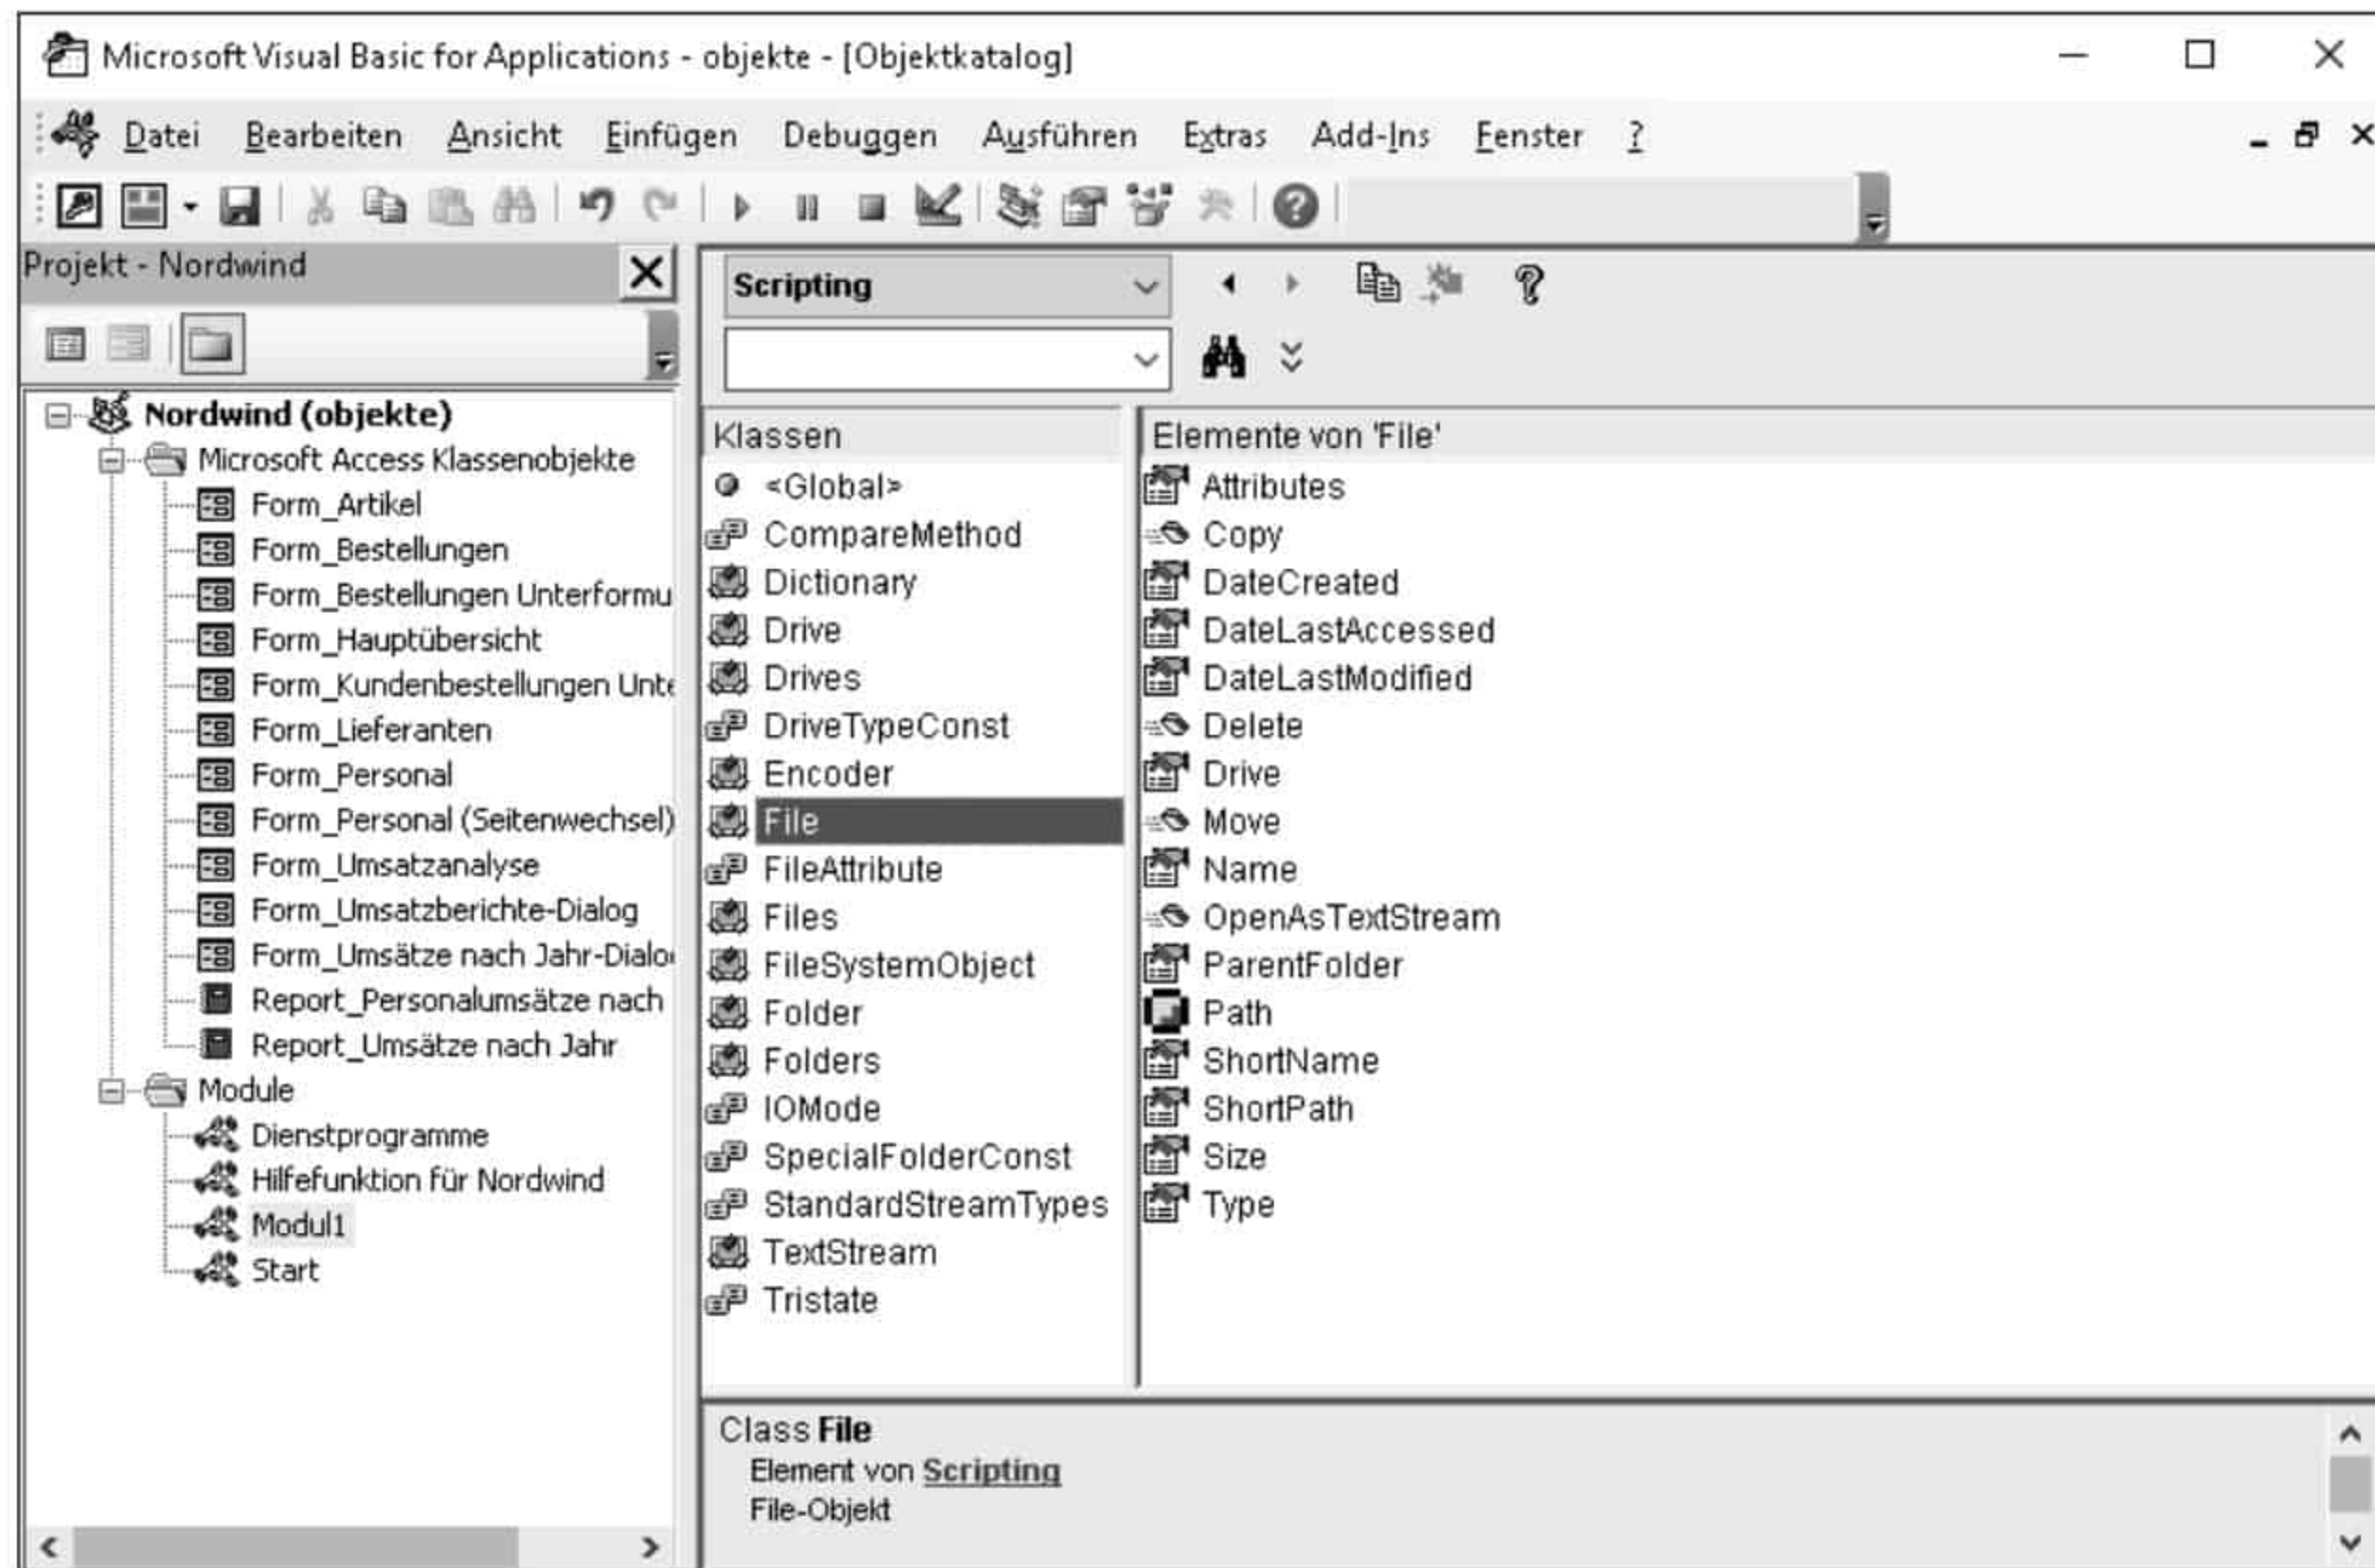 Microsoft Visual Basic for Applications - objekte - [Objektkatalog]
Datei Bearbeiten Ansicht Einfügen Debuggen Ausführen Extras Add-Ins Fenster ?
Projekt - Nordwind
Nordwind (objekte)
Microsoft Access Klassenobjekte
Form_Artikel
Form_Bestellungen
Form_Bestellungen Unterformu
Form_Hauptübersicht
Form_Kundenbestellungen Unte
Form_Lieferanten
Form_Personal
Form_Personal (Seitenwechsel)
Form_Umsatzanalyse
Form_Umsatzberichte-Dialog
Form_Umsätze nach Jahr-Dialo
Report_Personalumsätze nach
Report_Umsätze nach Jahr
Module
Dienstprogramme
Hilfefunktion für Nordwind
Modul1
Start
Scripting
Klassen
<Global>
CompareMethod
Dictionary
Drive
Drives
DriveTypeConst
Encoder
File
FileAttribute
Files
FileSystemObject
Folder
Folders
IOMode
SpecialFolderConst
StandardStreamTypes
TextStream
Tristate
Elemente von 'File'
Attributes
Copy
DateCreated
DateLastAccessed
DateLastModified
Delete
Drive
Move
Name
OpenAsTextStream
ParentFolder
Path
ShortName
ShortPath
Size
Type
Class File
Element von Scripting
File-Objekt